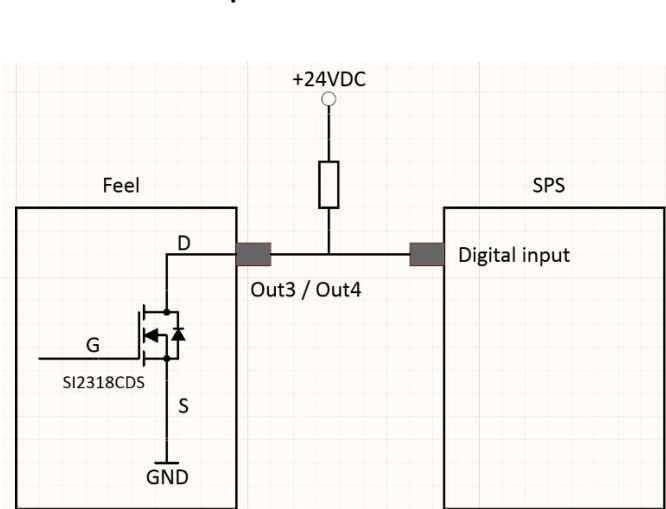 +24VDC
Feel
SPS
D
Digital input
Out3 / Out4
G
SI2318CDS
S
GND